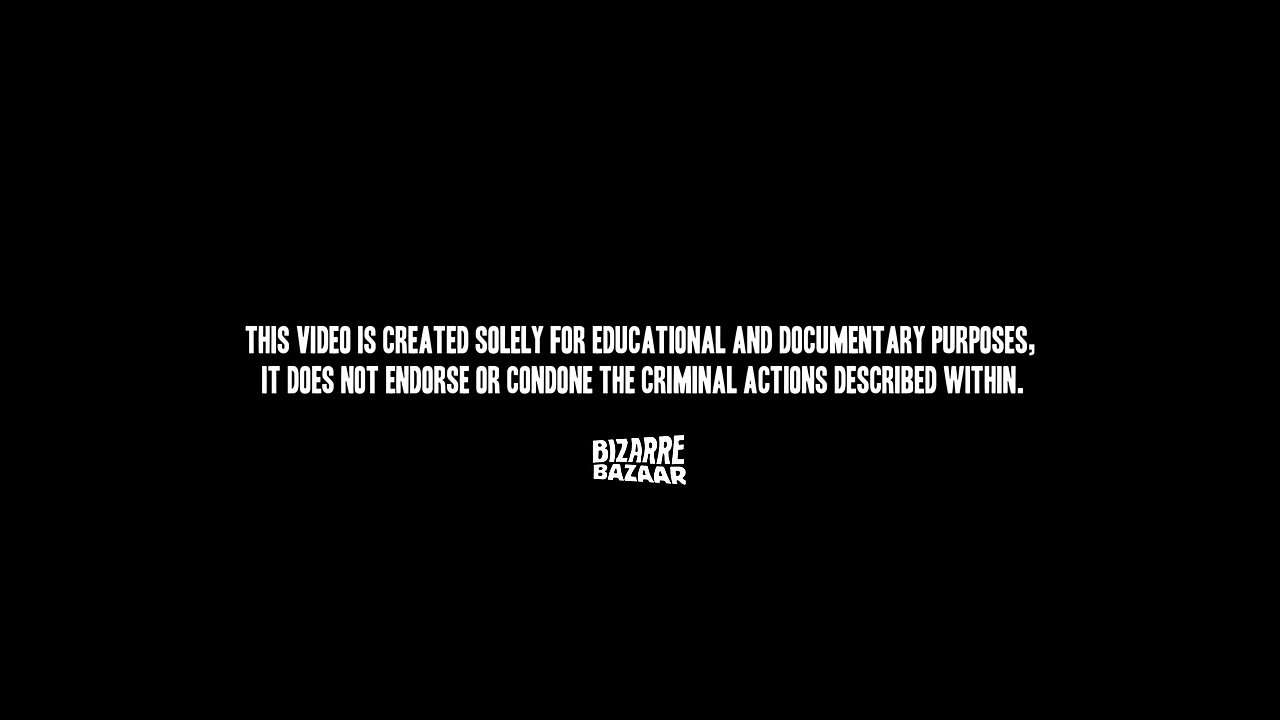 THIS VIDEO IS CREATED SOLELY FOR EDUCATIONAL AND DOCUMENTARY PURPOSES,
IT DOES NOT ENDORSE OR CONDONE THE CRIMINAL ACTIONS DESCRIBED WITHIN.
BIZARRE
BAZAAR